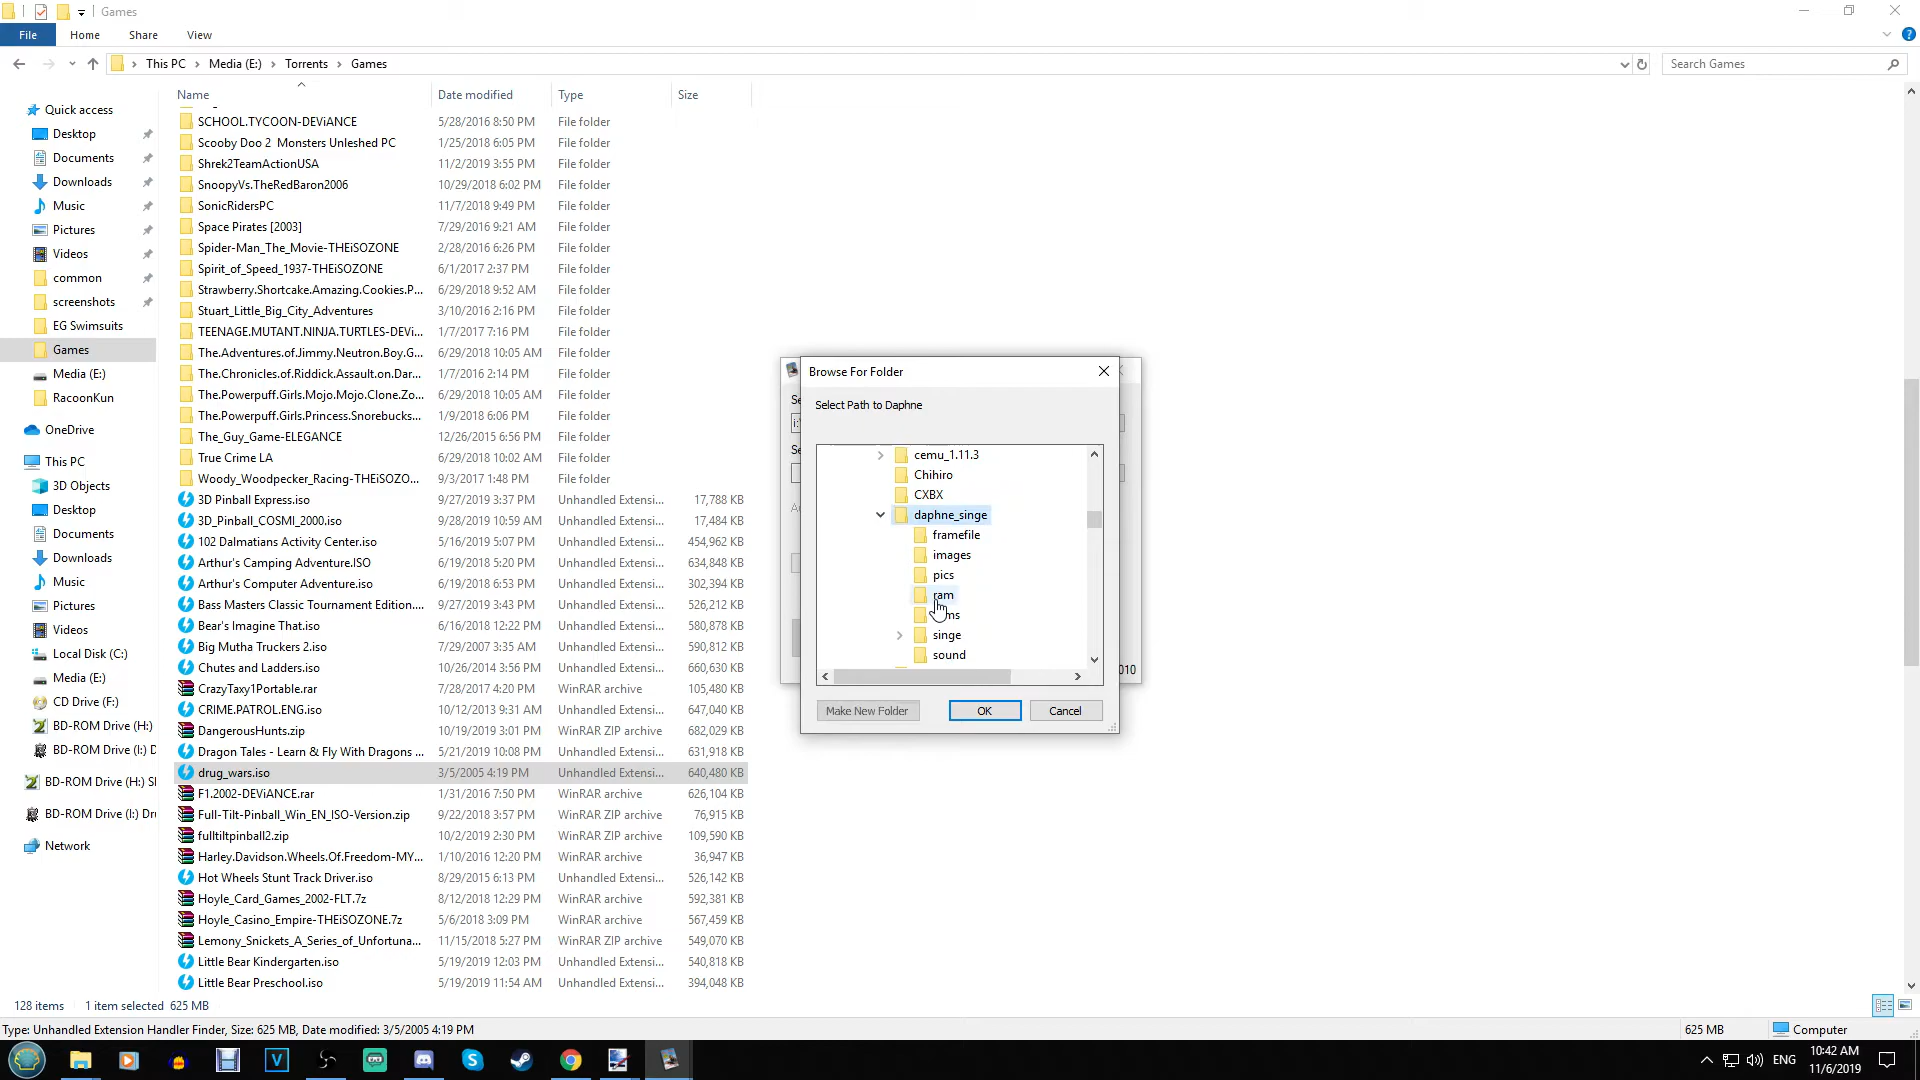 Games
File Home Share View
This PC Media (E:) Torrents Games
Search Games
Name Date modified Type Size
Quick access
Desktop
Documents
Downloads
Music
Pictures
Videos
common
screenshots
EG Swimsuits
Games
Media (E:)
RacoonKun
OneDrive
This PC
3D Objects
Desktop
Documents
Downloads
Music
Pictures
Videos
Local Disk (C:)
Media (E:)
CD Drive (F:)
BD-ROM Drive (H:)
BD-ROM Drive (I:) D
BD-ROM Drive (H:) SI
BD-ROM Drive (I:) Dru
Network
SCHOOL.TYCOON-DEViANCE 5/28/2016 8:50 PM File folder
Scooby Doo 2 Monsters Unleshed PC 1/25/2018 6:05 PM File folder
Shrek2TeamActionUSA 11/2/2019 3:55 PM File folder
SnoopyVs.TheRedBaron2006 10/29/2018 6:02 PM File folder
SonicRidersPC 11/7/2018 9:49 PM File folder
Space Pirates [2003] 7/29/2016 9:21 AM File folder
Spider-Man_The_Movie-THEiSOZONE 2/28/2016 6:26 PM File folder
Spirit_of_Speed_1937-THEiSOZONE 6/1/2017 2:37 PM File folder
Strawberry.Shortcake.Amazing.Cookies.P... 6/29/2018 9:52 AM File folder
Stuart_Little_Big_City_Adventures 3/10/2016 2:16 PM File folder
TEENAGE.MUTANT.NINJA.TURTLES-DEVi... 1/7/2017 7:16 PM File folder
The.Adventures.of.Jimmy.Neutron.Boy.G... 6/29/2018 10:05 AM File folder
The.Chronicles.of.Riddick.Assault.on.Dar... 1/7/2016 2:14 PM File folder
The.Powerpuff.Girls.Mojo.Mojo.Clone.Zo... 6/29/2018 10:05 AM File folder
The.Powerpuff.Girls.Princess.Snorebucks... 1/9/2018 6:06 PM File folder
The_Guy_Game-ELEGANCE 12/26/2015 6:56 PM File folder
True Crime LA 6/29/2018 10:02 AM File folder
Woody_Woodpecker_Racing-THEiSOZO... 9/3/2017 1:48 PM File folder
3D Pinball Express.iso 9/27/2019 3:37 PM Unhandled Extensi... 17,788 KB
3D_Pinball_COSMI_2000.iso 9/28/2019 10:59 AM Unhandled Extensi... 17,484 KB
102 Dalmatians Activity Center.iso 5/16/2019 5:07 PM Unhandled Extensi... 454,962 KB
Arthur's Camping Adventure.ISO 6/19/2018 5:20 PM Unhandled Extensi... 634,848 KB
Arthur's Computer Adventure.iso 6/19/2018 6:53 PM Unhandled Extensi... 302,394 KB
Bass Masters Classic Tournament Edition.... 9/27/2019 3:43 PM Unhandled Extensi... 526,212 KB
Bear's Imagine That.iso 6/16/2018 12:22 PM Unhandled Extensi... 580,878 KB
Big Mutha Truckers 2.iso 7/29/2007 3:35 AM Unhandled Extensi... 590,812 KB
Chutes and Ladders.iso 10/26/2014 3:56 PM Unhandled Extensi... 660,630 KB
CrazyTaxy1Portable.rar 7/28/2017 4:20 PM WinRAR archive 105,480 KB
CRIME.PATROL.ENG.iso 10/12/2013 9:31 AM Unhandled Extensi... 647,040 KB
DangerousHunts.zip 10/19/2019 3:01 PM WinRAR ZIP archive 682,029 KB
Dragon Tales - Learn & Fly With Dragons ... 5/21/2019 10:08 PM Unhandled Extensi... 631,918 KB
drug_wars.iso 3/5/2005 4:19 PM Unhandled Extensi... 640,480 KB
F1.2002-DEViANCE.rar 1/31/2016 7:50 PM WinRAR archive 626,104 KB
Full-Tilt-Pinball_Win_EN_ISO-Version.zip 9/22/2018 3:57 PM WinRAR ZIP archive 76,915 KB
fulltiltpinball2.zip 10/2/2019 2:30 PM WinRAR ZIP archive 109,590 KB
Harley.Davidson.Wheels.Of.Freedom-MY... 1/10/2016 12:20 PM WinRAR archive 36,947 KB
Hot Wheels Stunt Track Driver.iso 8/29/2015 6:13 PM Unhandled Extensi... 526,142 KB
Hoyle_Card_Games_2002-FLT.7z 8/12/2018 12:29 PM WinRAR archive 592,381 KB
Hoyle_Casino_Empire-THEiSOZONE.7z 5/6/2018 3:09 PM WinRAR archive 567,459 KB
Lemony_Snickets_A_Series_of_Unfortuna... 11/15/2018 5:27 PM WinRAR ZIP archive 549,070 KB
Little Bear Kindergarten.iso 5/19/2019 12:03 PM Unhandled Extensi... 540,818 KB
Little Bear Preschool.iso 5/19/2019 11:54 AM Unhandled Extensi... 394,048 KB
Browse For Folder
Select Path to Daphne
cemu_1.11.3
Chihiro
CXBX
daphne_singe
framefile
images
pics
ram
singe
sound
Make New Folder OK Cancel
010
128 items 1 item selected 625 MB
Type: Unhandled Extension Handler Finder, Size: 625 MB, Date modified: 3/5/2005 4:19 PM 625 MB Computer
ENG 10:42 AM
11/6/2019